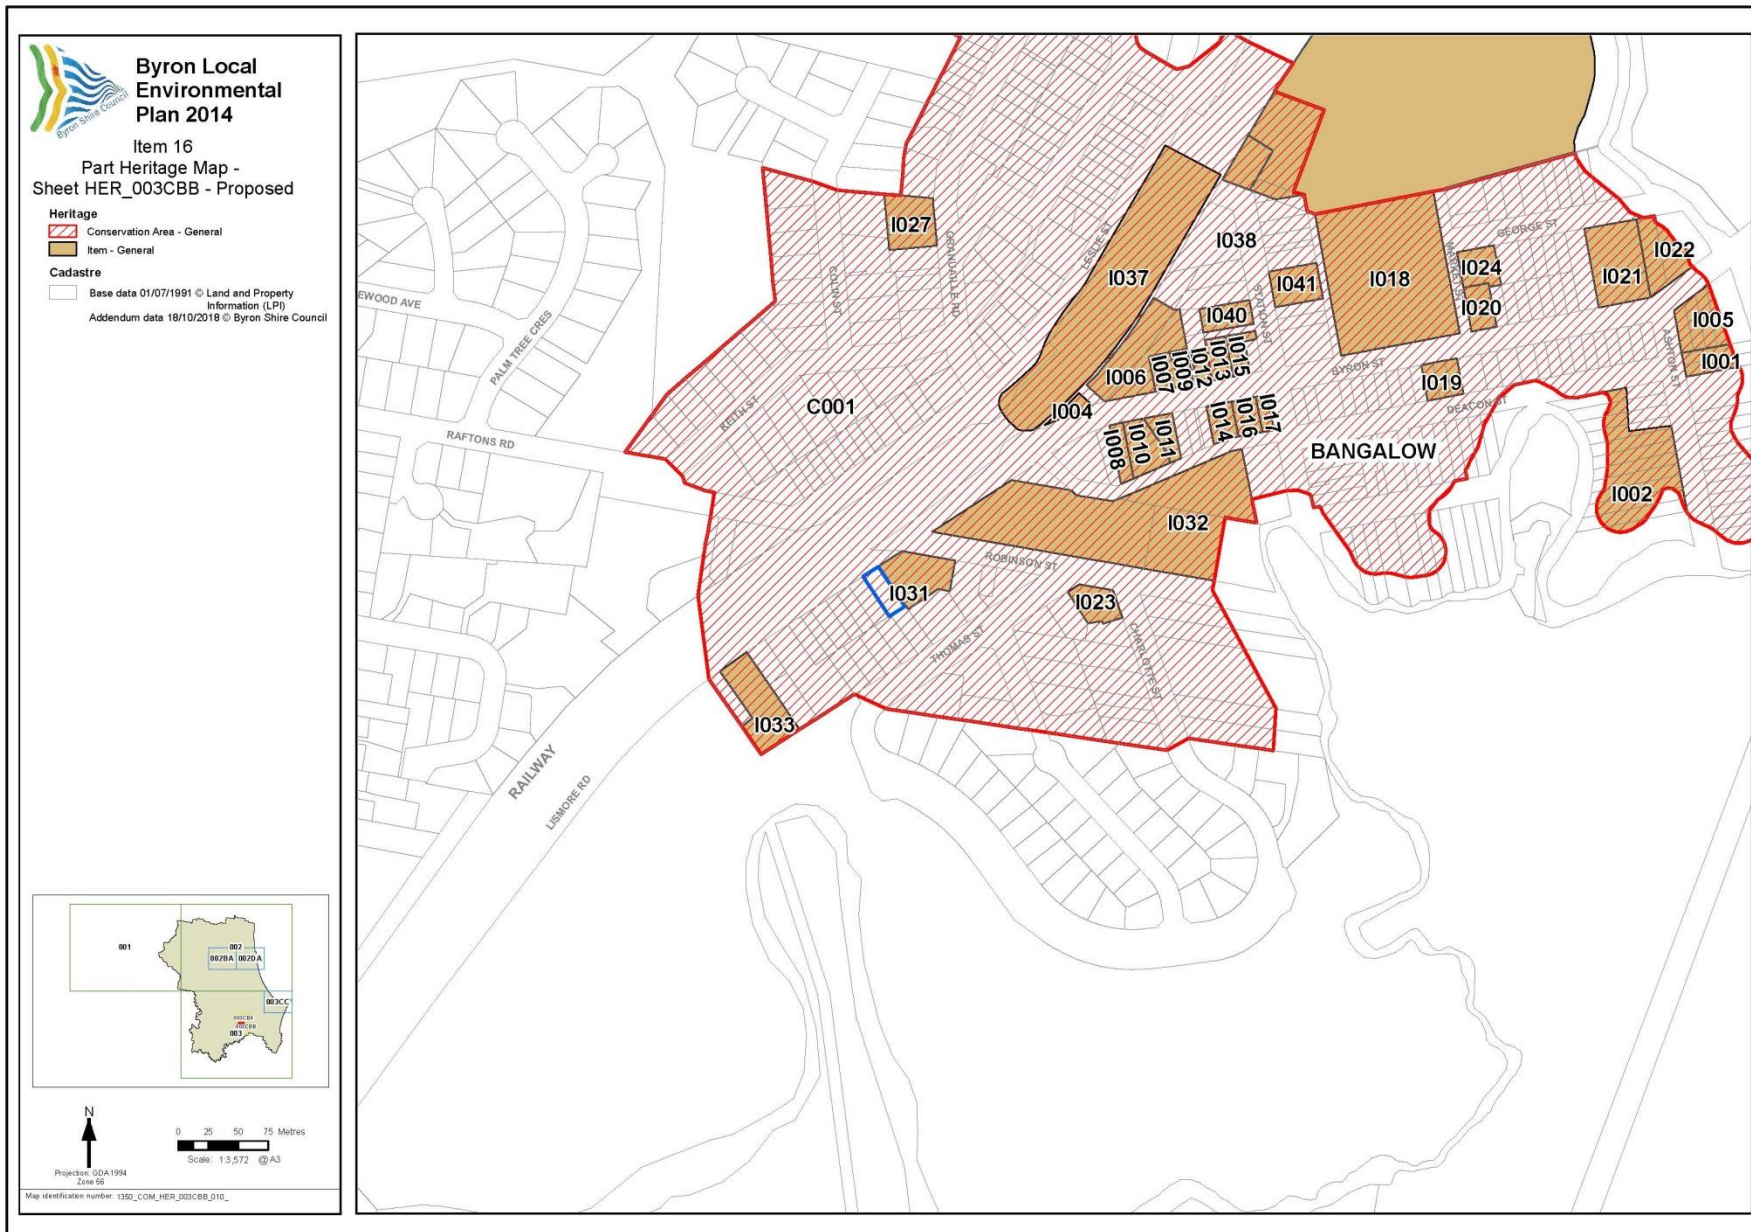 Byron Local
Environmental
Plan 2014
Byron Shire Council
Item 16
Part Heritage Map -
Sheet HER_003CBB - Proposed
Heritage
Conservation Area - General
Item - General
Cadastre
Base data 01/07/1991 © Land and Property
Information (LPI)
Addendum data 18/10/2018 © Byron Shire Council
001
002
002BA
002DA
003CC
003CBA
003CBB
003
N
0 25 50 75 Metres
Scale: 1:3,572 @ A3
Projection: GDA 1994
Zone 56
Map identification number: 1350_COM_HER_003CBB_010_
EWOOD AVE
PALM TREE CRES
RAFTONS RD
KEITH ST
COLIN ST
GRANUAILLE RD
LESLIE ST
STATION ST
MARKET ST
GEORGE ST
BYRON ST
DEACON ST
ASHTON ST
ROBINSON ST
THOMAS ST
CHARLOTTE ST
RAILWAY
LISMORE RD
BANGALOW
C001
I027
I037
I038
I041
I018
I024
I020
I021
I022
I005
I001
I040
I006
I007
I009
I012
I013
I015
I004
I008
I010
I011
I014
I016
I017
I019
I002
I032
I031
I023
I033